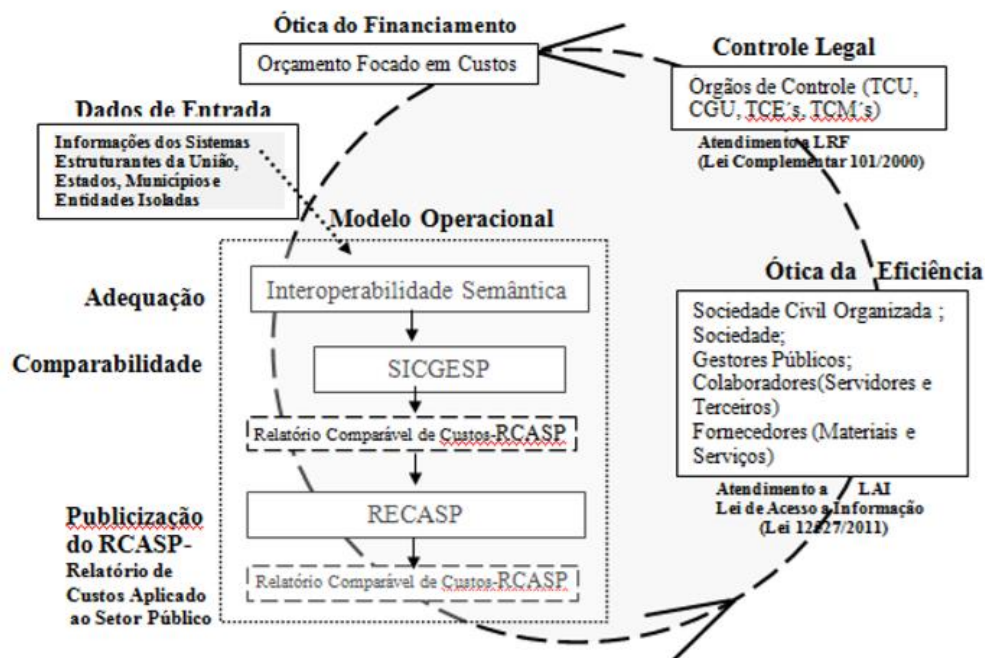 Ótica do Financiamento
Orçamento Focado em Custos
Controle Legal
Órgãos de Controle (TCU,
CGU, TCE´s, TCM´s)
Atendimento a LRF
(Lei Complementar 101/2000)
Dados de Entrada
Informações dos Sistemas
Estruturantes da União,
Estados, Municípios e
Entidades Isoladas
Modelo Operacional
Adequação
Interoperabilidade Semântica
Comparabilidade
SICGESP
Relatório Comparável de Custos-RCASP
Publicização
do RCASP-
Relatório de
Custos Aplicado
ao Setor Público
RECASP
Relatório Comparável de Custos-RCASP
Ótica da Eficiência
Sociedade Civil Organizada ;
Sociedade;
Gestores Públicos;
Colaboradores(Servidores e
Terceiros)
Fornecedores (Materiais e
Serviços)
Atendimento a LAI
Lei de Acesso a Informação
(Lei 12527/2011)